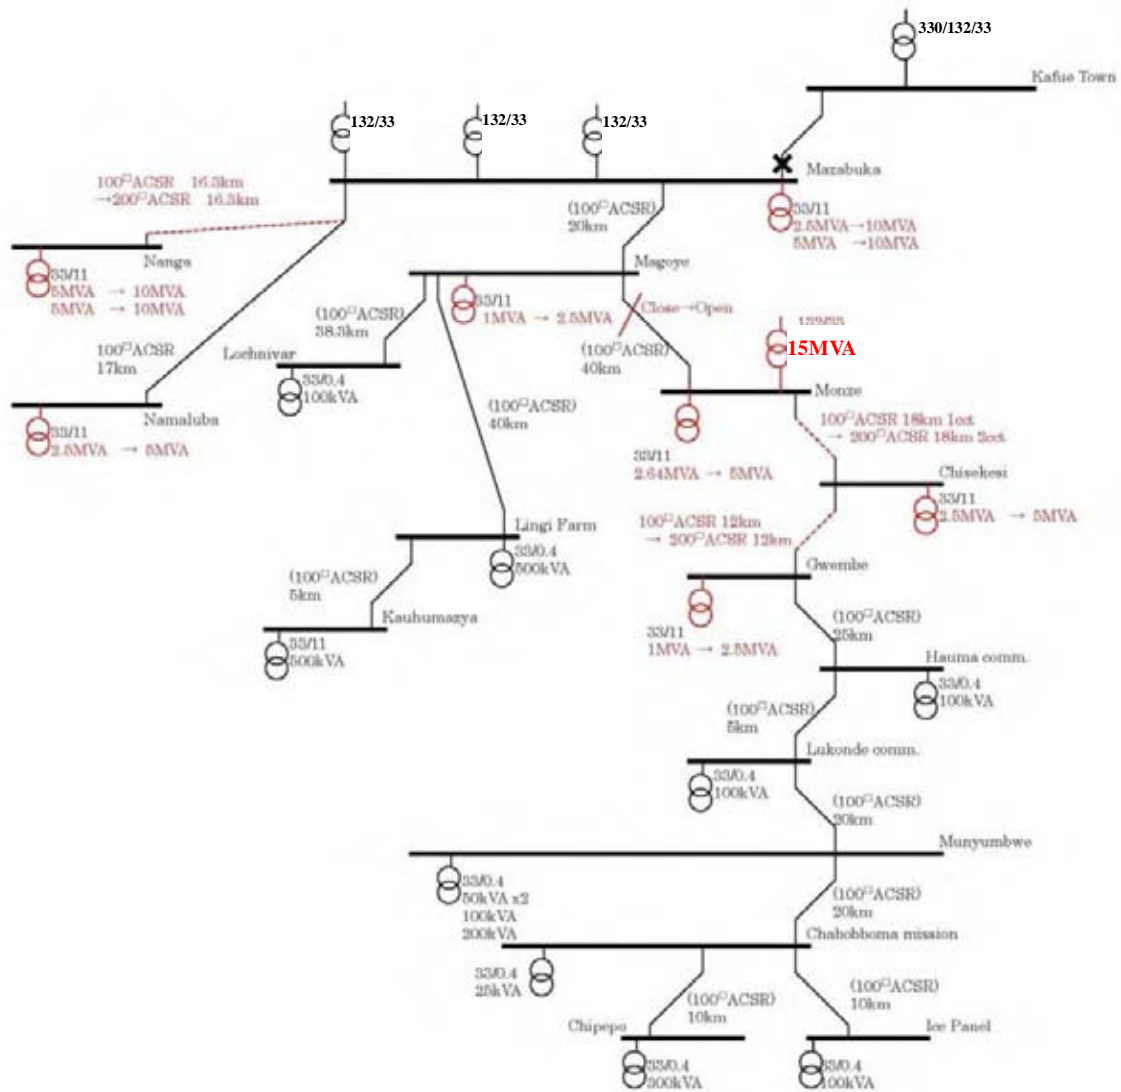 330/132/33
Kafue Town
132/33
132/33
132/33
Mazabuka
100□ACSR 16.3km
→200□ACSR 16.3km
(100□ACSR)
20km
33/11
2.5MVA→10MVA
5MVA →10MVA
Nanga
33/11
5MVA → 10MVA
5MVA → 10MVA
Magoye
33/11
1MVA → 2.5MVA
Close→Open
(100□ACSR)
38.3km
132/33
15MVA
100□ACSR
17km
Lochnivar
33/0.4
100kVA
(100□ACSR)
40km
Monze
Namaluba
33/11
2.5MVA → 5MVA
(100□ACSR)
40km
100□ACSR 18km 1cct
→ 200□ACSR 18km 2cct
33/11
2.64MVA → 5MVA
Chisekesi
33/11
2.5MVA → 5MVA
Lingi Farm
33/0.4
500kVA
100□ACSR 12km
→ 200□ACSR 12km
Gwembe
(100□ACSR)
5km
Kauhumazya
33/11
500kVA
33/11
1MVA → 2.5MVA
(100□ACSR)
25km
Hauma comm.
33/0.4
100kVA
(100□ACSR)
5km
Lukonde comm.
33/0.4
100kVA
(100□ACSR)
20km
Munyumbwe
33/0.4
50kVA x2
100kVA
200kVA
(100□ACSR)
20km
Chabobboma mission
33/0.4
25kVA
(100□ACSR)
10km
(100□ACSR)
10km
Chipepo
Ice Panel
33/0.4
300kVA
33/0.4
100kVA